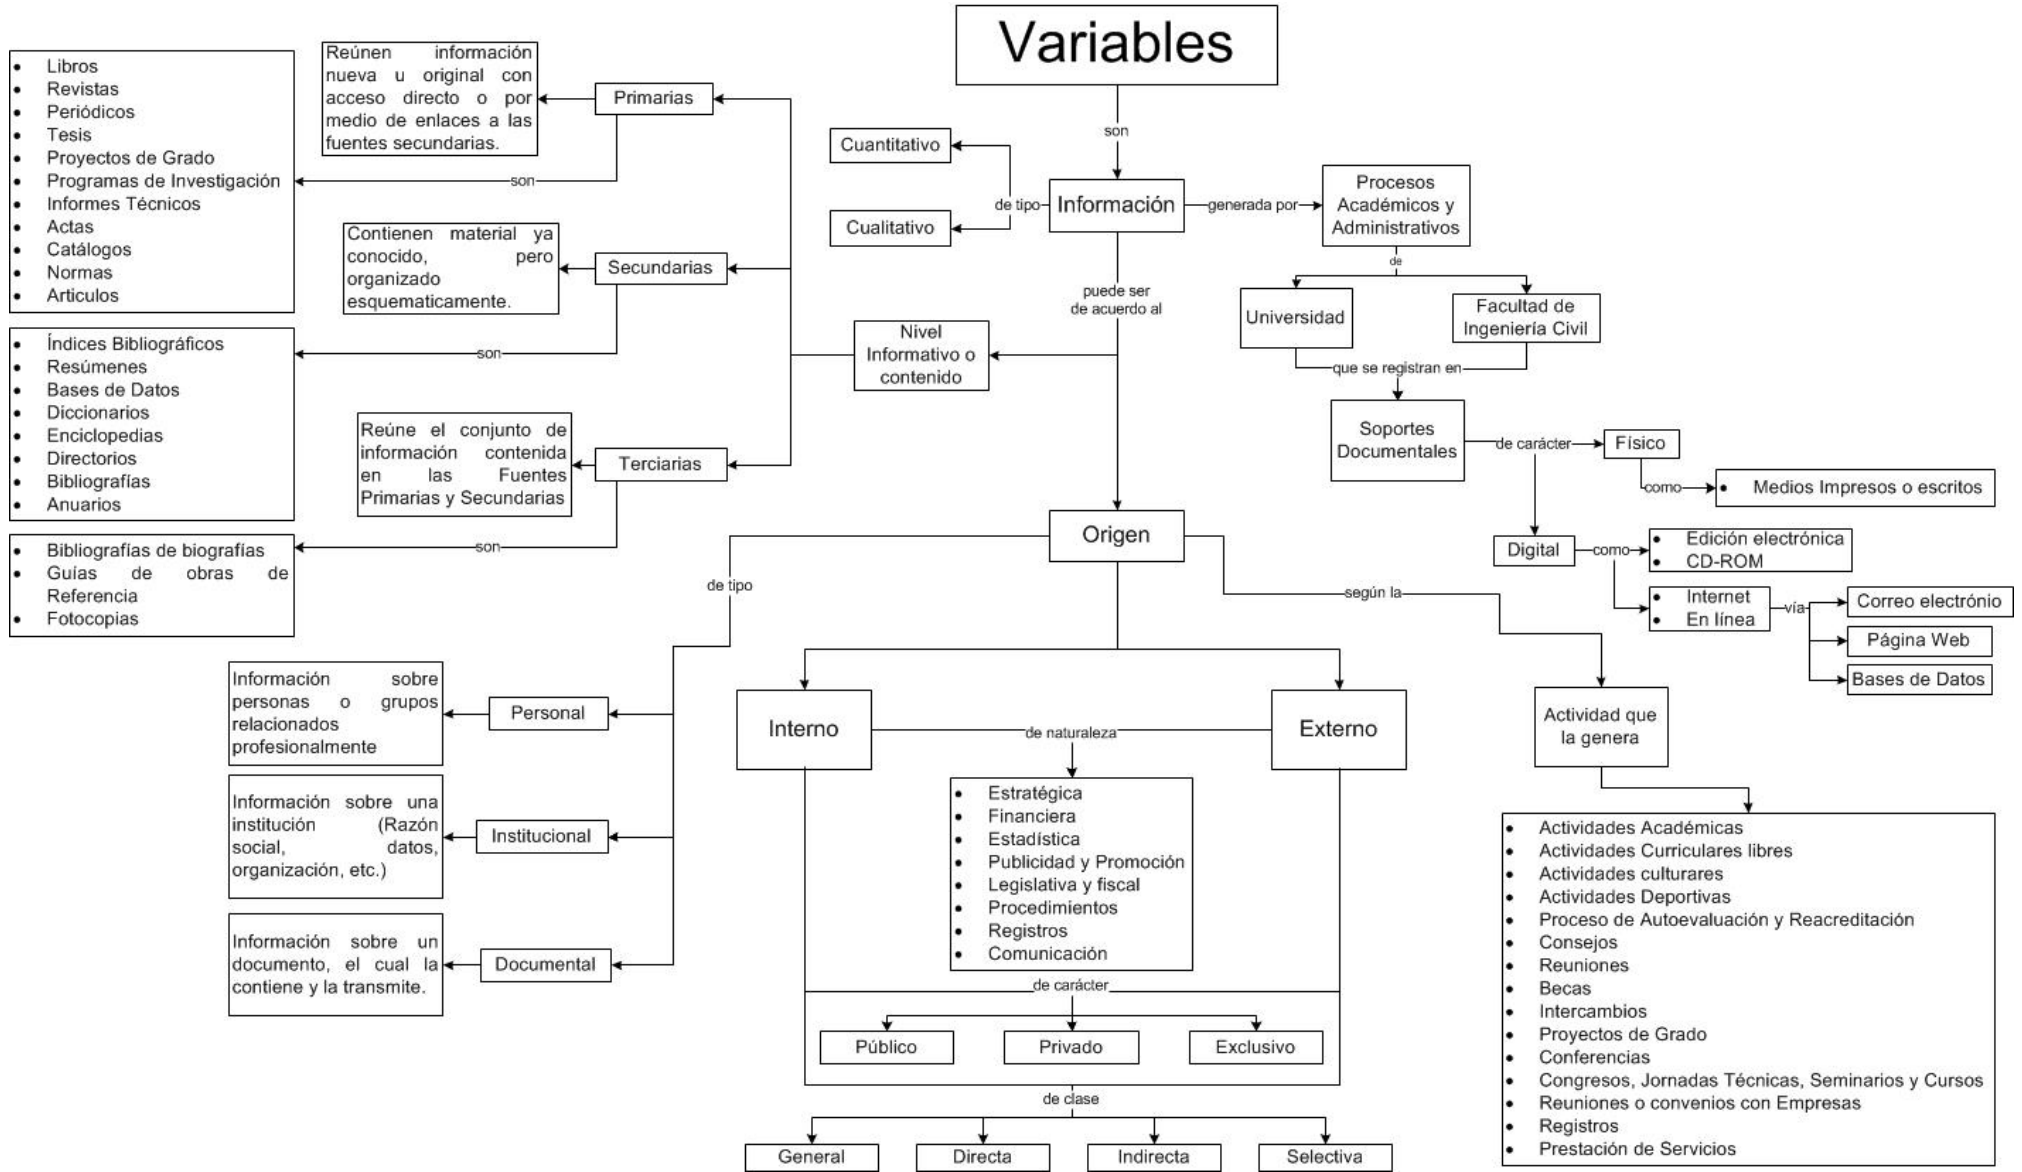 Variables
son
Información
de tipo
Cuantitativo
Cualitativo
generada por
Procesos
Académicos y
Administrativos
de
Universidad
Facultad de
Ingeniería Civil
que se registran en
Soportes
Documentales
de carácter
Físico
como
• Medios Impresos o escritos
Digital
como
• Edición electrónica
• CD-ROM
• Internet
• En línea
vía
Correo electrónio
Página Web
Bases de Datos
puede ser
de acuerdo al
Nivel
Informativo o
contenido
Primarias
Reúnen información
nueva u original con
acceso directo o por
medio de enlaces a las
fuentes secundarias.
son
• Libros
• Revistas
• Periódicos
• Tesis
• Proyectos de Grado
• Programas de Investigación
• Informes Técnicos
• Actas
• Catálogos
• Normas
• Articulos
Secundarias
Contienen material ya
conocido, pero
organizado
esquematicamente.
son
• Índices Bibliográficos
• Resúmenes
• Bases de Datos
• Diccionarios
• Enciclopedias
• Directorios
• Bibliografías
• Anuarios
Terciarias
Reúne el conjunto de
información contenida
en las Fuentes
Primarias y Secundarias
son
• Bibliografías de biografías
• Guías de obras de
Referencia
• Fotocopias
Origen
de tipo
Personal
Información sobre
personas o grupos
relacionados
profesionalmente
Institucional
Información sobre una
institución (Razón
social, datos,
organización, etc.)
Documental
Información sobre un
documento, el cual la
contiene y la transmite.
Interno
Externo
de naturaleza
• Estratégica
• Financiera
• Estadística
• Publicidad y Promoción
• Legislativa y fiscal
• Procedimientos
• Registros
• Comunicación
de carácter
Público
Privado
Exclusivo
de clase
General
Directa
Indirecta
Selectiva
según la
Actividad que
la genera
• Actividades Académicas
• Actividades Curriculares libres
• Actividades culturares
• Actividades Deportivas
• Proceso de Autoevaluación y Reacreditación
• Consejos
• Reuniones
• Becas
• Intercambios
• Proyectos de Grado
• Conferencias
• Congresos, Jornadas Técnicas, Seminarios y Cursos
• Reuniones o convenios con Empresas
• Registros
• Prestación de Servicios